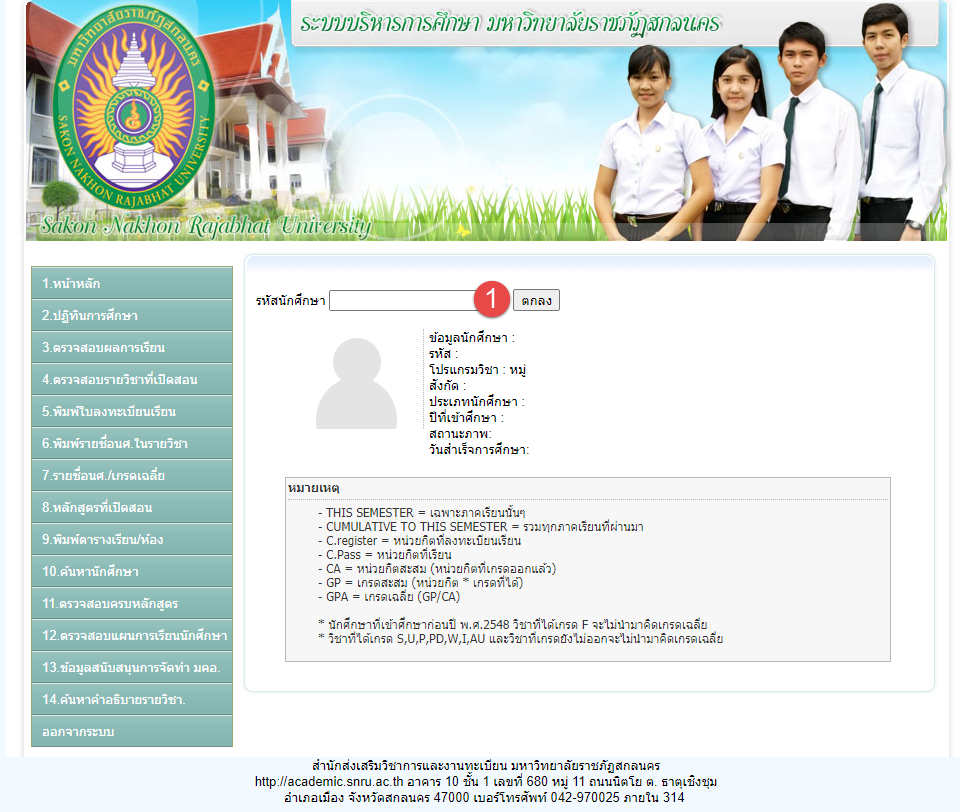 ระบบบริหารการศึกษา มหาวิทยาลัยราชภัฏสกลนคร
มหาวิทยาลัยราชภัฏสกลนคร
SAKON NAKHON RAJABHAT UNIVERSITY
Sakon Nakhon Rajabhat University
1.หน้าหลัก
2.ปฏิทินการศึกษา
3.ตรวจสอบผลการเรียน
4.ตรวจสอบรายวิชาที่เปิดสอน
5.พิมพ์ใบลงทะเบียนเรียน
6.พิมพ์รายชื่อนศ.ในรายวิชา
7.รายชื่อนศ./เกรดเฉลี่ย
8.หลักสูตรที่เปิดสอน
9.พิมพ์ตารางเรียน/ห้อง
10.ค้นหานักศึกษา
11.ตรวจสอบครบหลักสูตร
12.ตรวจสอบแผนการเรียนนักศึกษา
13.ข้อมูลสนับสนุนการจัดทำ มคอ.
14.ค้นหาคำอธิบายรายวิชา.
ออกจากระบบ
รหัสนักศึกษา 1 ตกลง
ข้อมูลนักศึกษา :
รหัส :
โปรแกรมวิชา : หมู่
สังกัด :
ประเภทนักศึกษา :
ปีที่เข้าศึกษา :
สถานะภาพ:
วันสำเร็จการศึกษา:
หมายเหตุ
- THIS SEMESTER = เฉพาะภาคเรียนนั้นๆ
- CUMULATIVE TO THIS SEMESTER = รวมทุกภาคเรียนที่ผ่านมา
- C.register = หน่วยกิตที่ลงทะเบียนเรียน
- C.Pass = หน่วยกิตที่เรียน
- CA = หน่วยกิตสะสม (หน่วยกิตที่เกรดออกแล้ว)
- GP = เกรดสะสม (หน่วยกิต * เกรดที่ได้)
- GPA = เกรดเฉลี่ย (GP/CA)
* นักศึกษาที่เข้าศึกษาก่อนปี พ.ศ.2548 วิชาที่ได้เกรด F จะไม่นำมาคิดเกรดเฉลี่ย
* วิชาที่ได้เกรด S,U,P,PD,W,I,AU และวิชาที่เกรดยังไม่ออกจะไม่นำมาคิดเกรดเฉลี่ย
สำนักส่งเสริมวิชาการและงานทะเบียน มหาวิทยาลัยราชภัฏสกลนคร
http://academic.snru.ac.th อาคาร 10 ชั้น 1 เลขที่ 680 หมู่ 11 ถนนนิตโย ต. ธาตุเชิงชุม
อำเภอเมือง จังหวัดสกลนคร 47000 เบอร์โทรศัพท์ 042-970025 ภายใน 314